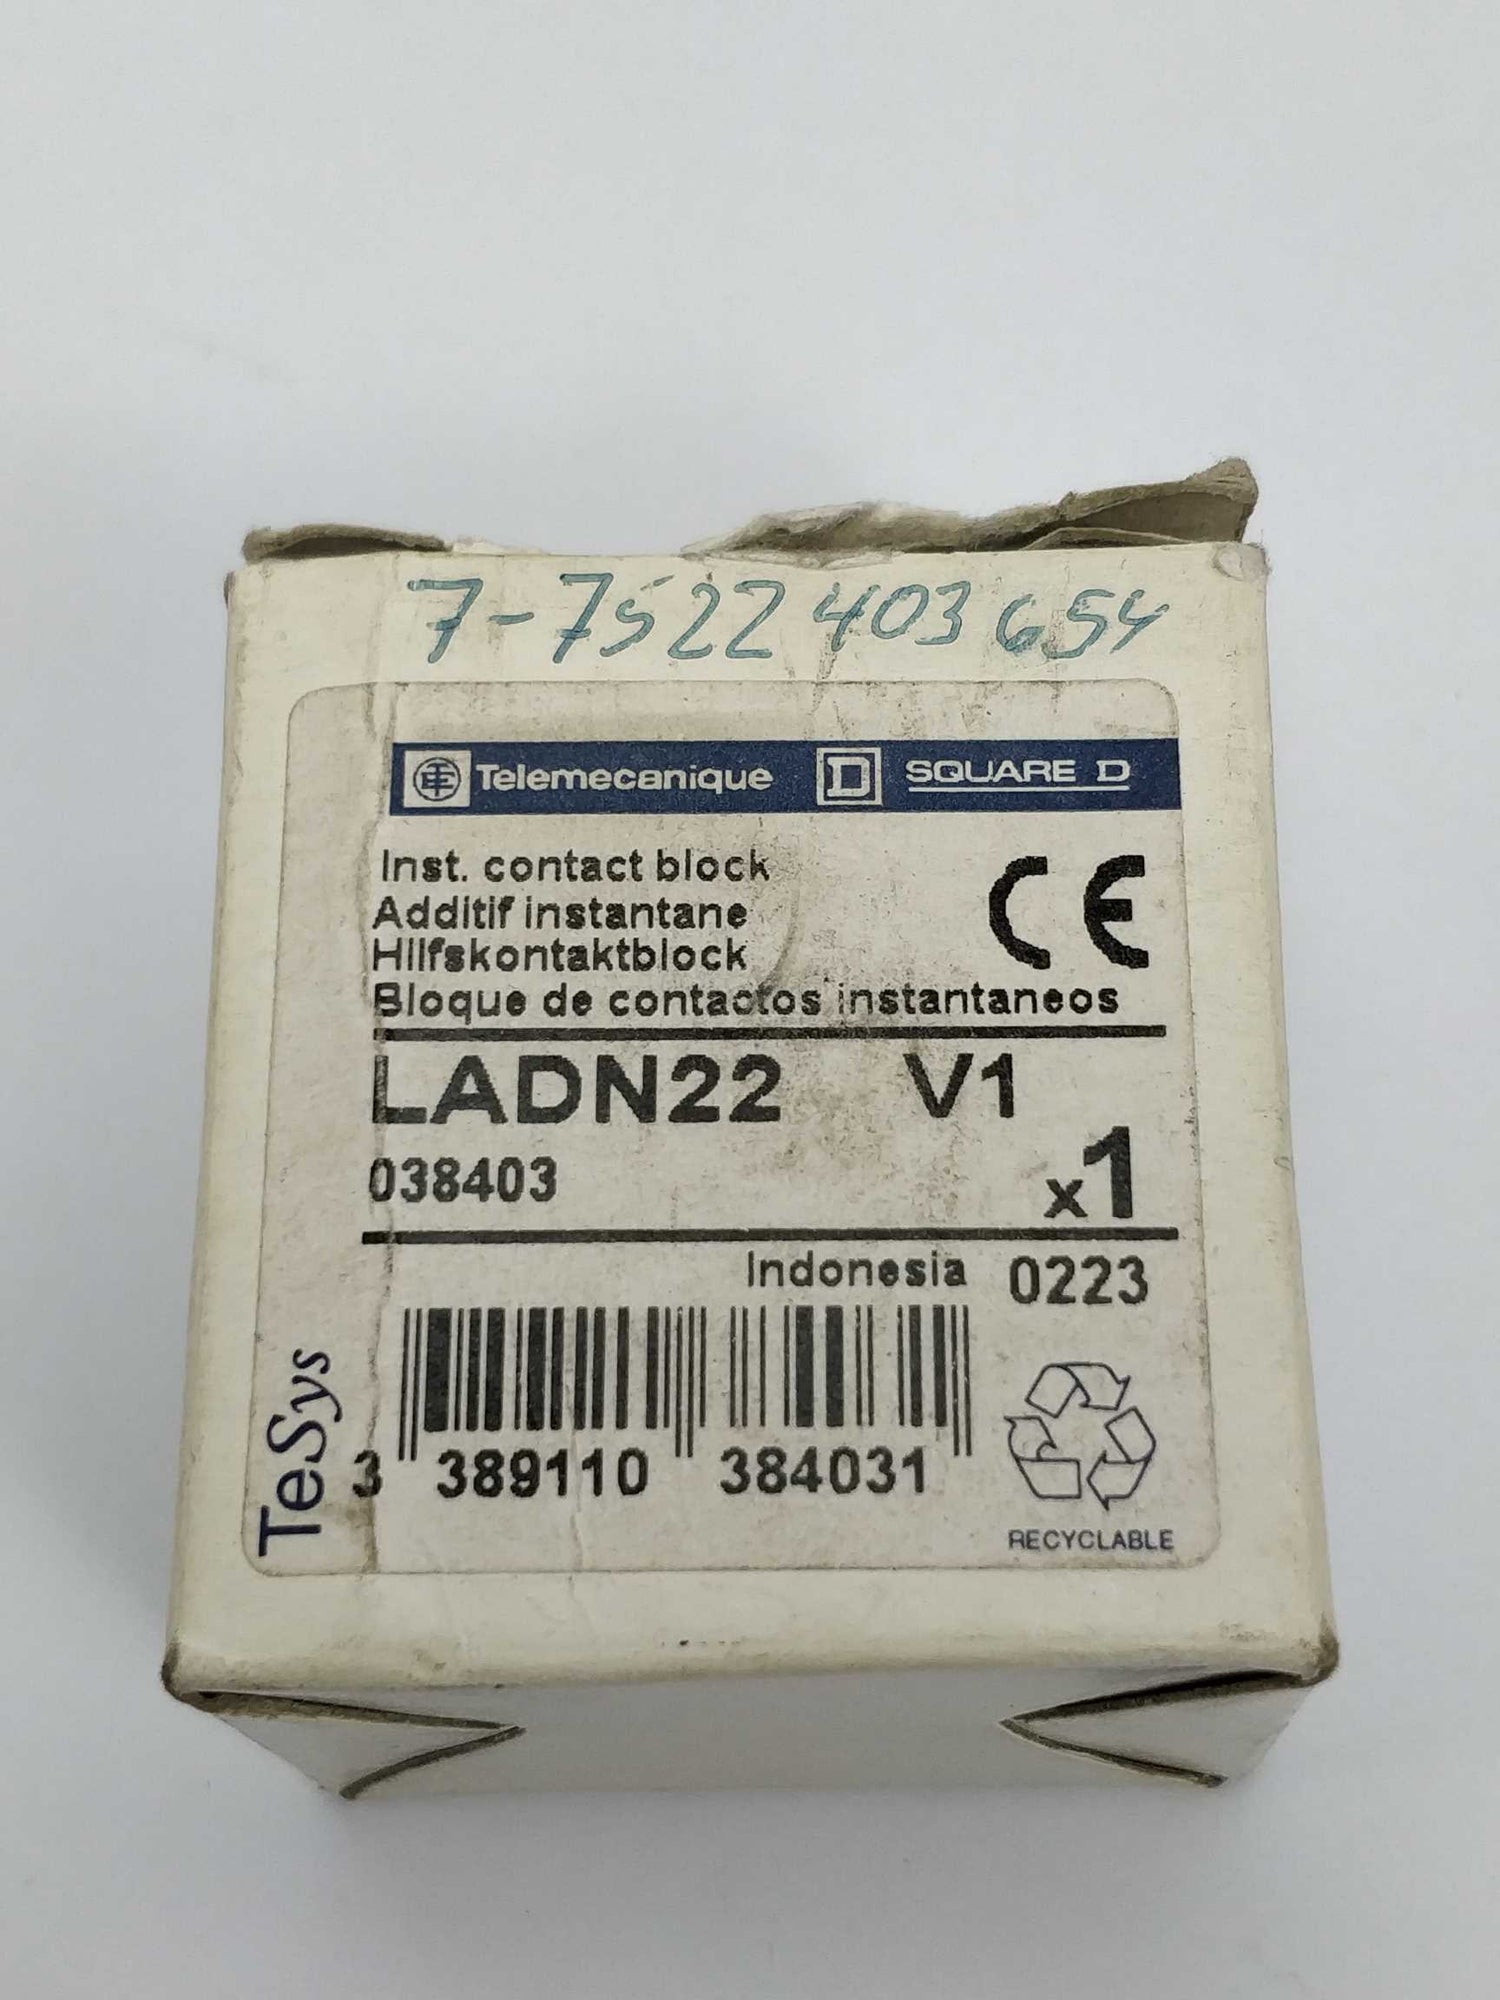 7-7522 403 654
Telemecanique D SQUARE D
Inst. contact block
Additif instantane
Hilfskontaktblock
Bloque de contactos instantaneos
LADN22 V1
038403 x1
Indonesia 0223
3 389110 384031
TeSys
RECYCLABLE
CE